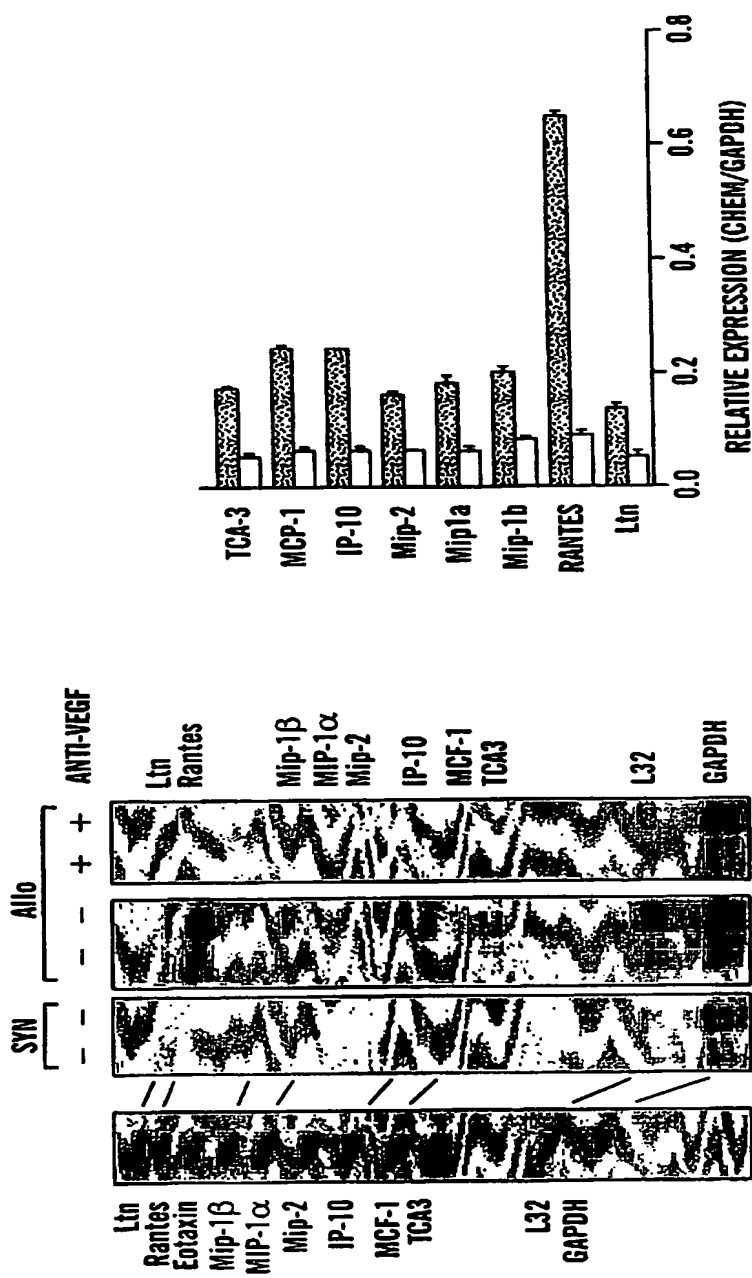 SYN
Allo
- - - - + + ANTI-VEGF
Ltn
Rantes
Eotaxin
Mip-1β
MIP-1α
Mip-2
IP-10
MCF-1
TCA3
L32
GAPDH
Ltn
Rantes
Mip-1β
MIP-1α
Mip-2
IP-10
MCF-1
TCA3
L32
GAPDH
TCA-3
MCP-1
IP-10
Mip-2
Mip1a
Mip-1b
RANTES
Ltn
0.0 0.2 0.4 0.6 0.8
RELATIVE EXPRESSION (CHEM/GAPDH)